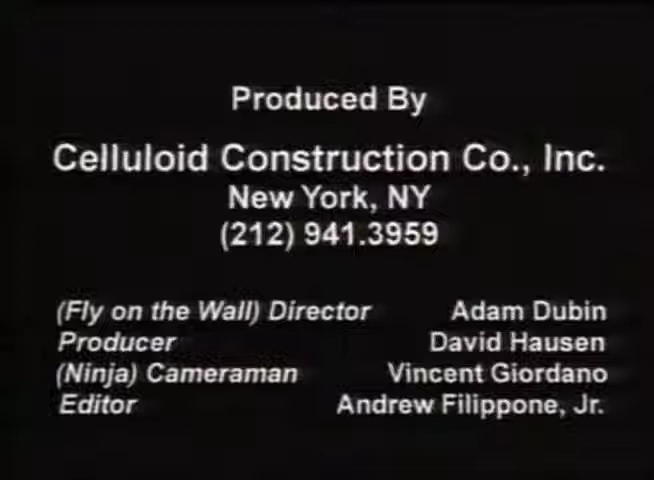 Produced By
Celluloid Construction Co., Inc.
New York, NY
(212) 941.3959
(Fly on the Wall) Director Adam Dubin
Producer David Hausen
(Ninja) Cameraman Vincent Giordano
Editor Andrew Filippone, Jr.